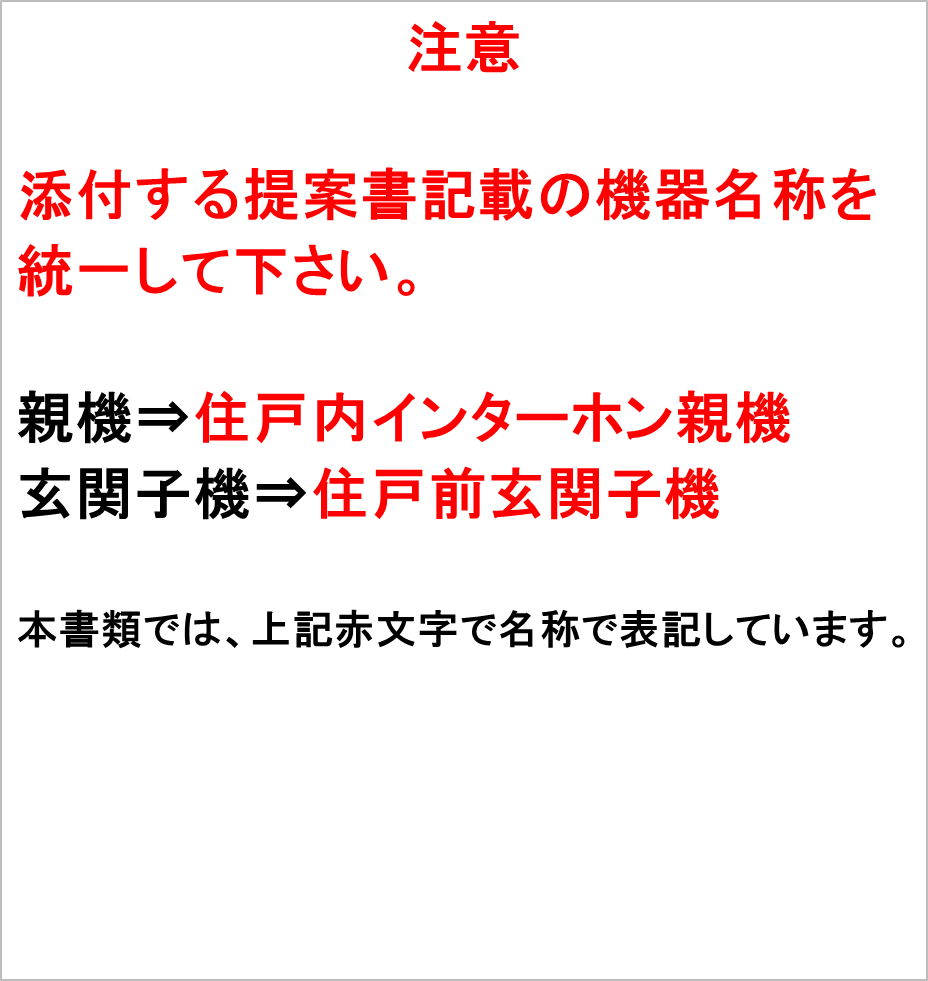 注意
添付する提案書記載の機器名称を
統一して下さい。
親機⇒住戸内インターホン親機
玄関子機⇒住戸前玄関子機
本書類では、上記赤文字で名称で表記しています。